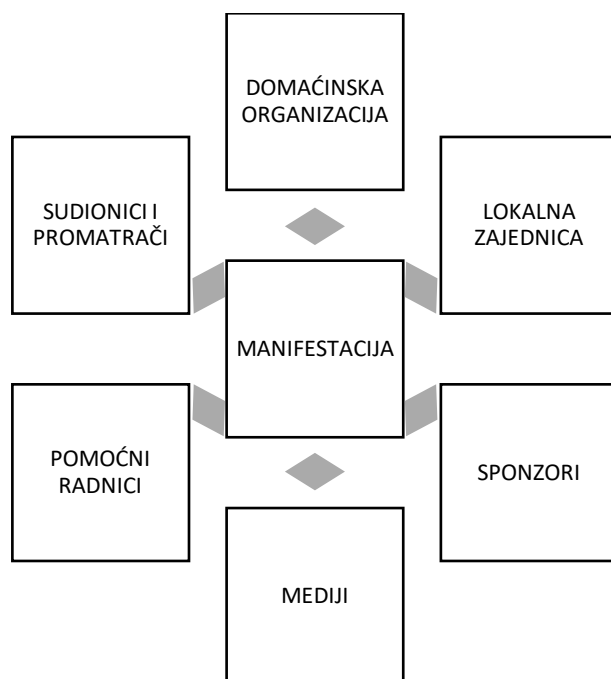 DOMAĆINSKA
ORGANIZACIJA
SUDIONICI I
PROMATRAČI
LOKALNA
ZAJEDNICA
MANIFESTACIJA
POMOĆNI
RADNICI
SPONZORI
MEDIJI